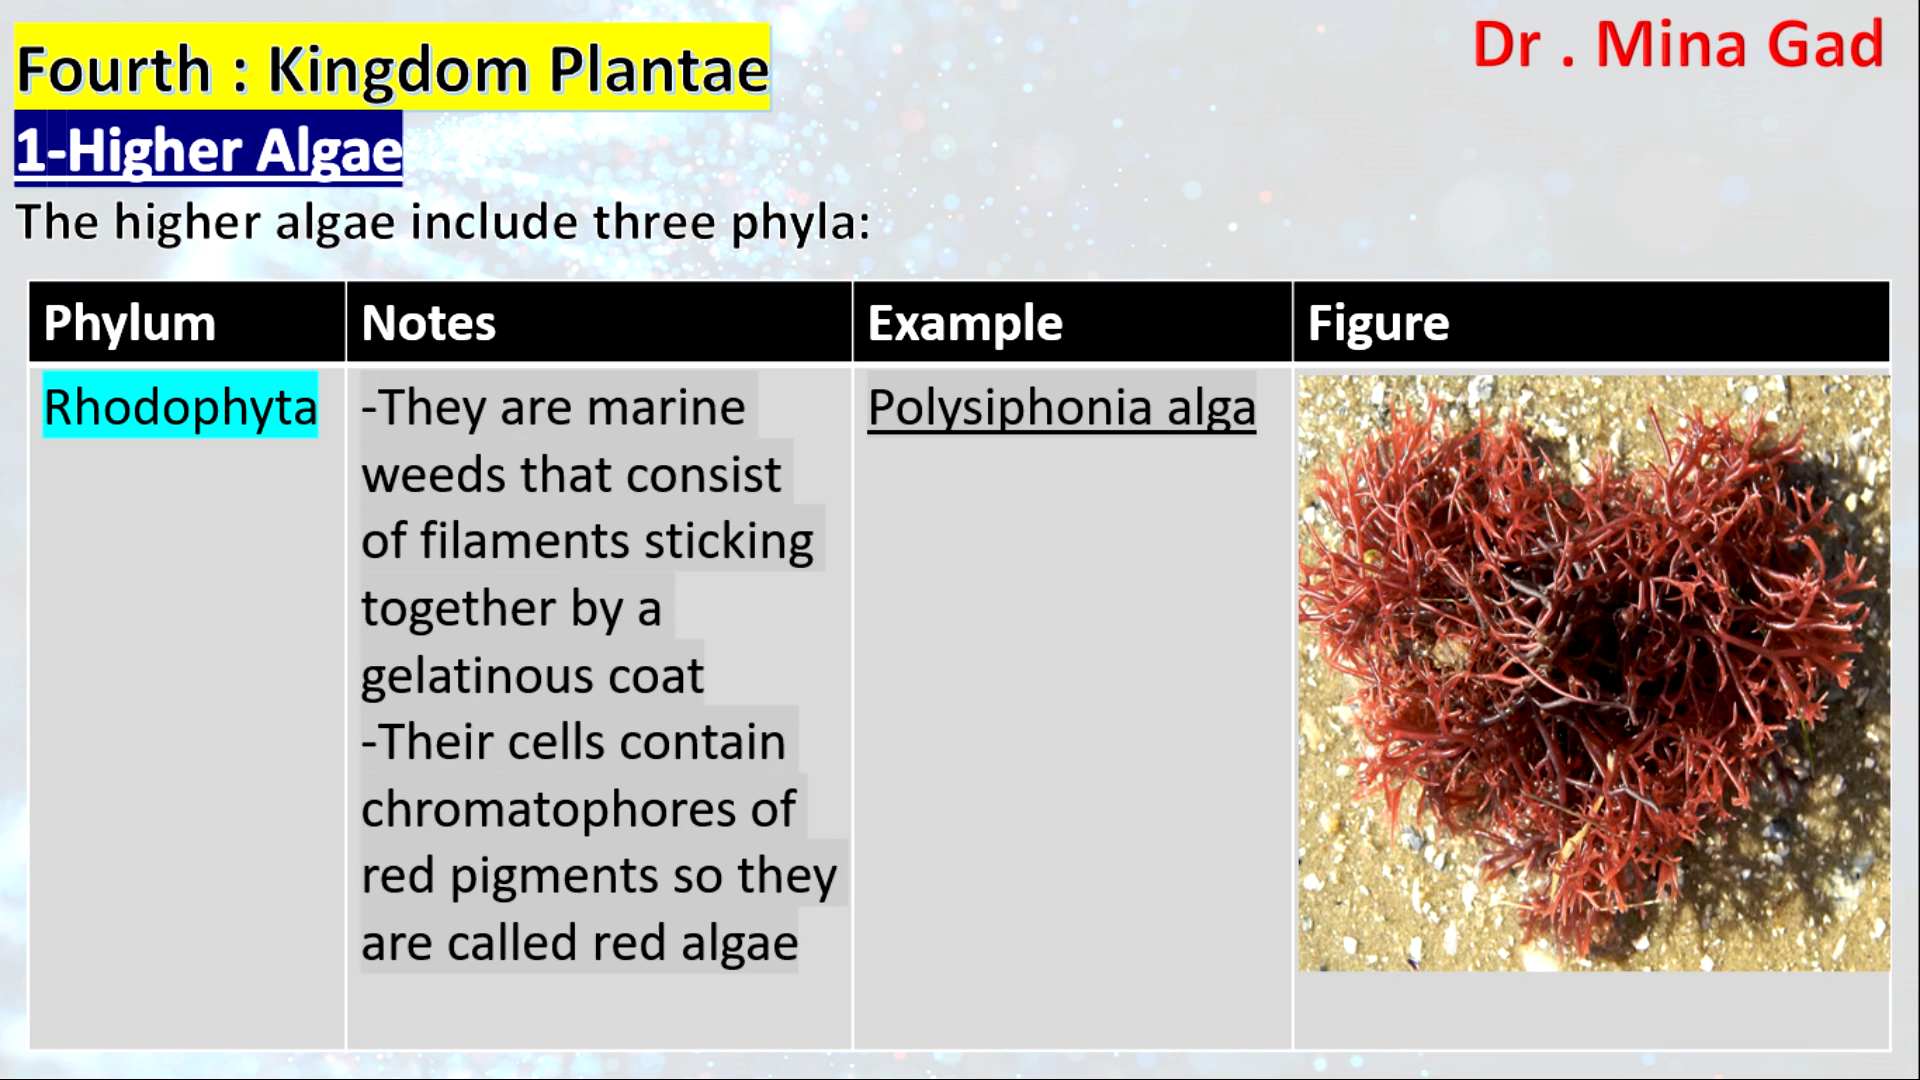 Fourth : Kingdom Plantae
Dr . Mina Gad
1-Higher Algae
The higher algae include three phyla:
Phylum
Notes
Example
Figure
Rhodophyta
-They are marine
weeds that consist
of filaments sticking
together by a
gelatinous coat
-Their cells contain
chromatophores of
red pigments so they
are called red algae
Polysiphonia alga